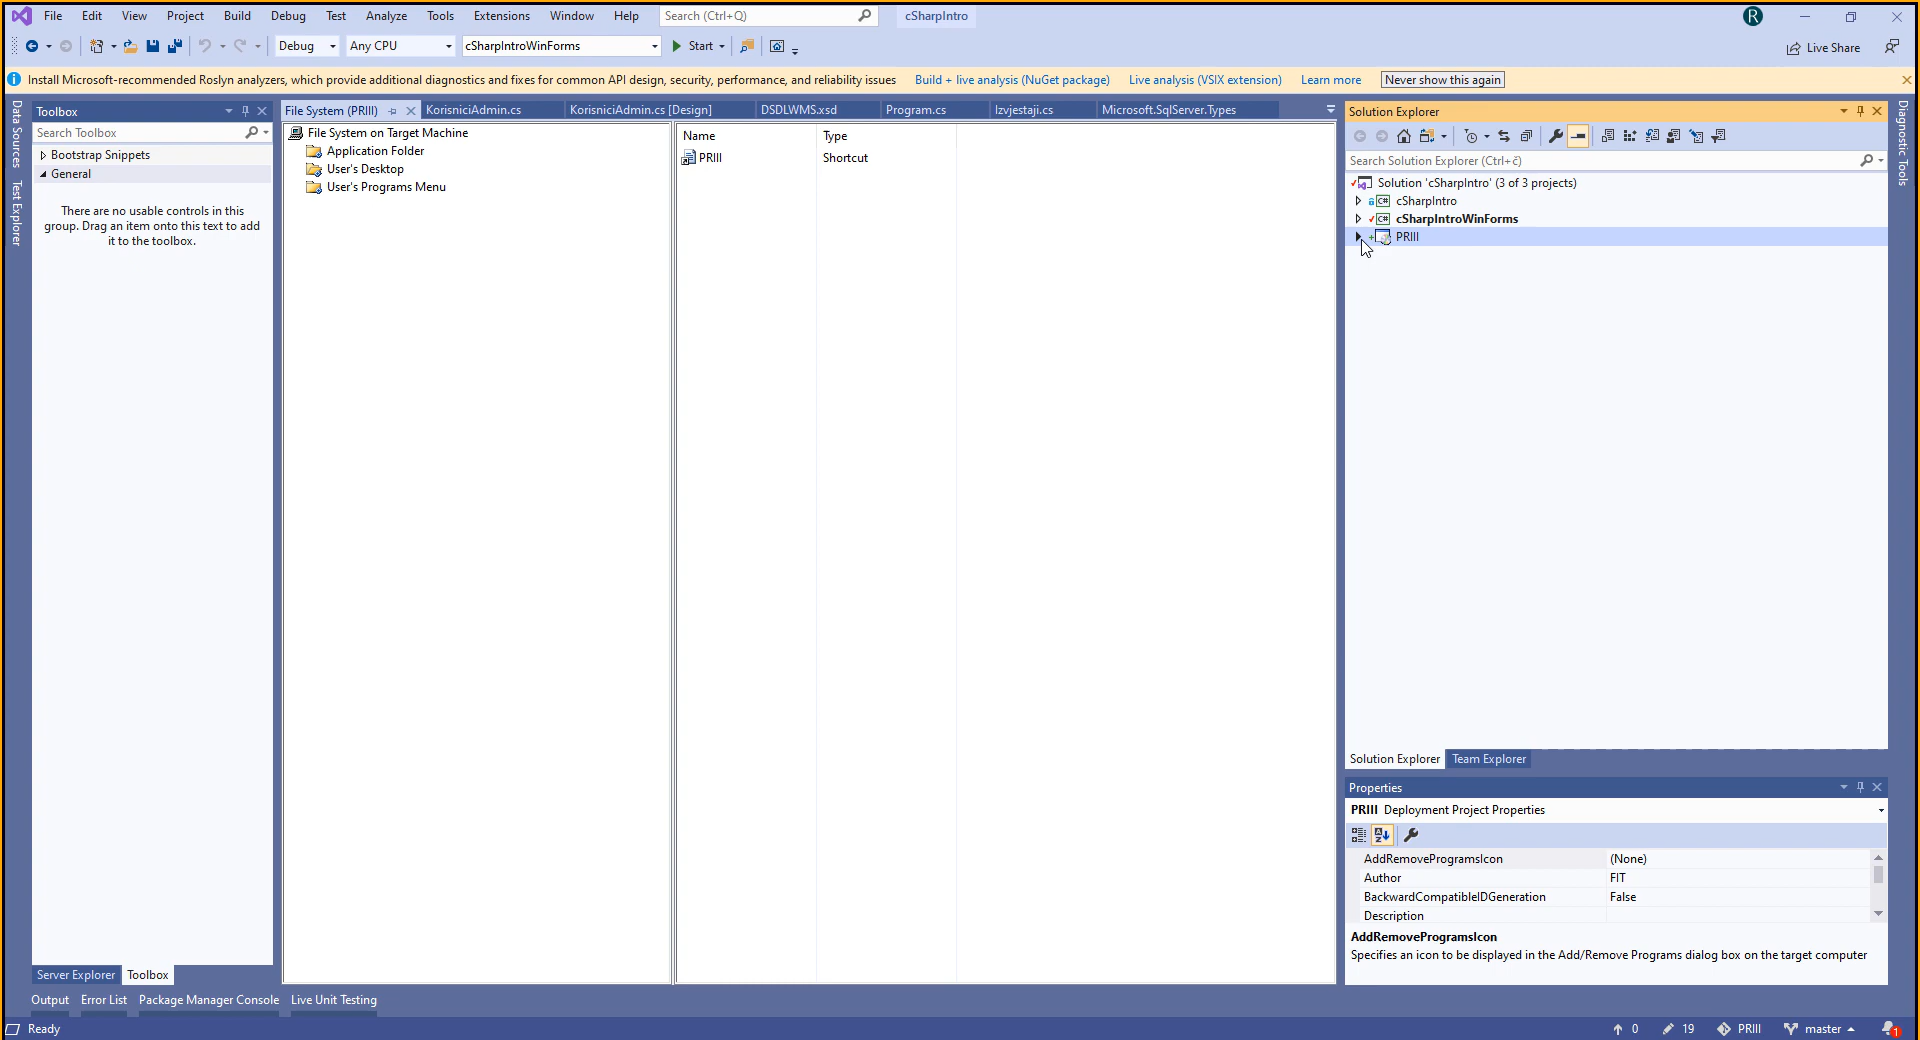 File Edit View Project Build Debug Test Analyze Tools Extensions Window Help Search (Ctrl+Q) cSharpIntro R
Debug Any CPU cSharpIntroWinForms Start Live Share
Install Microsoft-recommended Roslyn analyzers, which provide additional diagnostics and fixes for common API design, security, performance, and reliability issues Build + live analysis (NuGet package) Live analysis (VSIX extension) Learn more Never show this again
Data Sources
Test Explorer
Toolbox
Search Toolbox
Bootstrap Snippets
General
There are no usable controls in this
group. Drag an item onto this text to add
it to the toolbox.
Server Explorer Toolbox
File System (PRIII) KorisniciAdmin.cs KorisniciAdmin.cs [Design] DSDLWMS.xsd Program.cs Izvjestaji.cs Microsoft.SqlServer.Types
File System on Target Machine
Application Folder
User's Desktop
User's Programs Menu
Name Type
PRIII Shortcut
Solution Explorer
Search Solution Explorer (Ctrl+č)
Solution 'cSharpIntro' (3 of 3 projects)
C# cSharpIntro
C# cSharpIntroWinForms
PRIII
Solution Explorer Team Explorer
Properties
PRIII Deployment Project Properties
AddRemoveProgramsIcon (None)
Author FIT
BackwardCompatibleIDGeneration False
Description
AddRemoveProgramsIcon
Specifies an icon to be displayed in the Add/Remove Programs dialog box on the target computer
Diagnostic Tools
Output Error List Package Manager Console Live Unit Testing
Ready 0 19 PRIII master 1